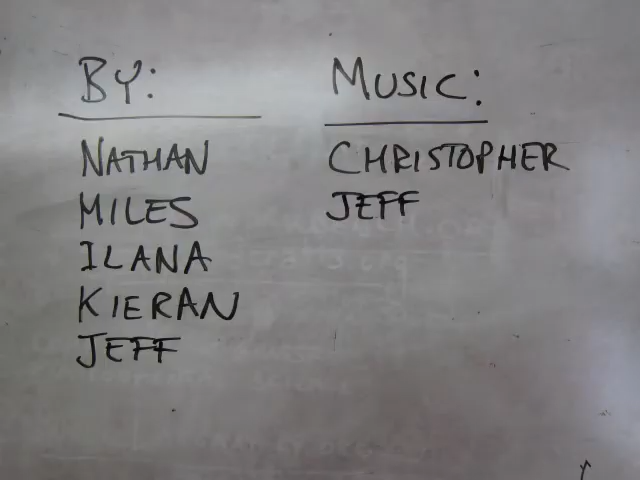 BY:
NATHAN
MILES
ILANA
KIERAN
JEFF
MUSIC:
CHRISTOPHER
JEFF